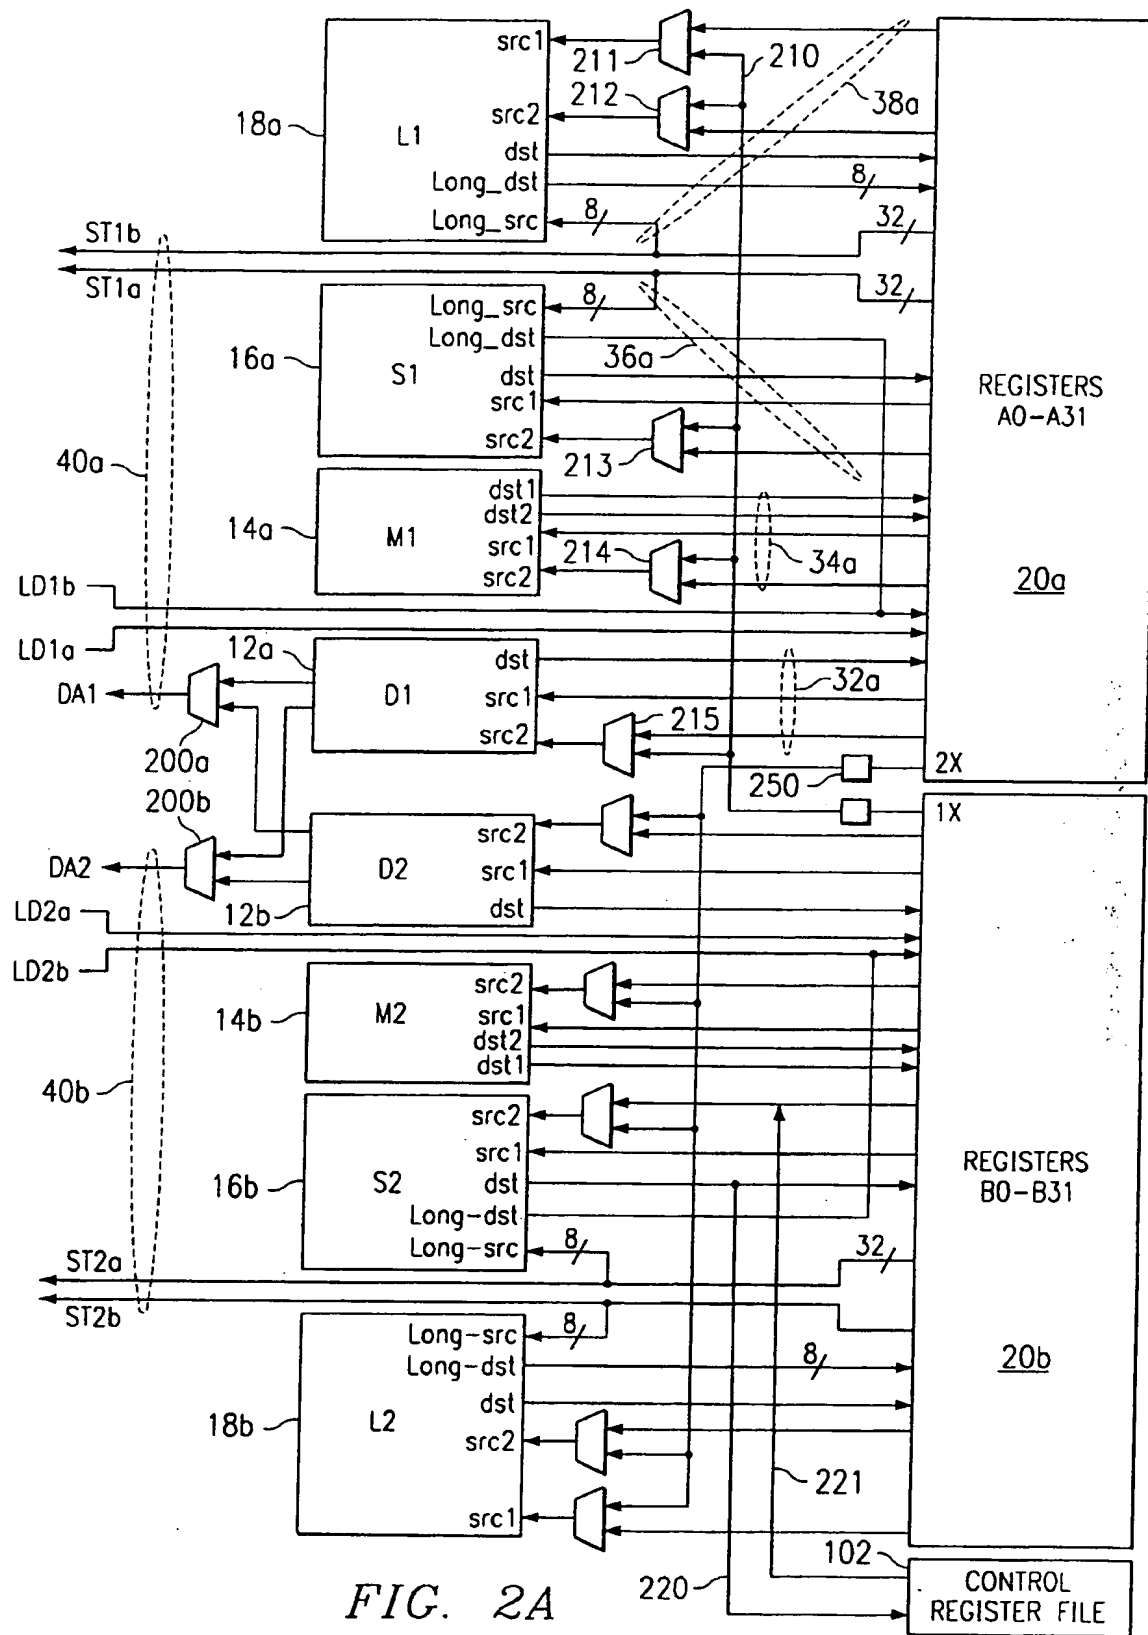 src1
211
210
38a
212
18a
L1
src2
dst
Long_dst
8
Long_src
8
ST1b
32
ST1a
32
Long_src
8
Long_dst
36a
16a
S1
dst
src1
REGISTERS
A0-A31
src2
213
40a
dst1
dst2
14a
M1
src1
214
34a
src2
20a
LD1b
LD1a
12a
dst
DA1
D1
src1
32a
src2
215
200a
250
2X
200b
1X
src2
DA2
D2
src1
LD2a
12b
dst
LD2b
src2
14b
M2
src1
dst2
dst1
40b
src2
src1
REGISTERS
B0-B31
16b
S2
dst
Long-dst
Long-src
8
32
ST2a
ST2b
Long-src
8
Long-dst
8
20b
dst
18b
L2
src2
221
src1
102
220
CONTROL
REGISTER FILE
FIG. 2A